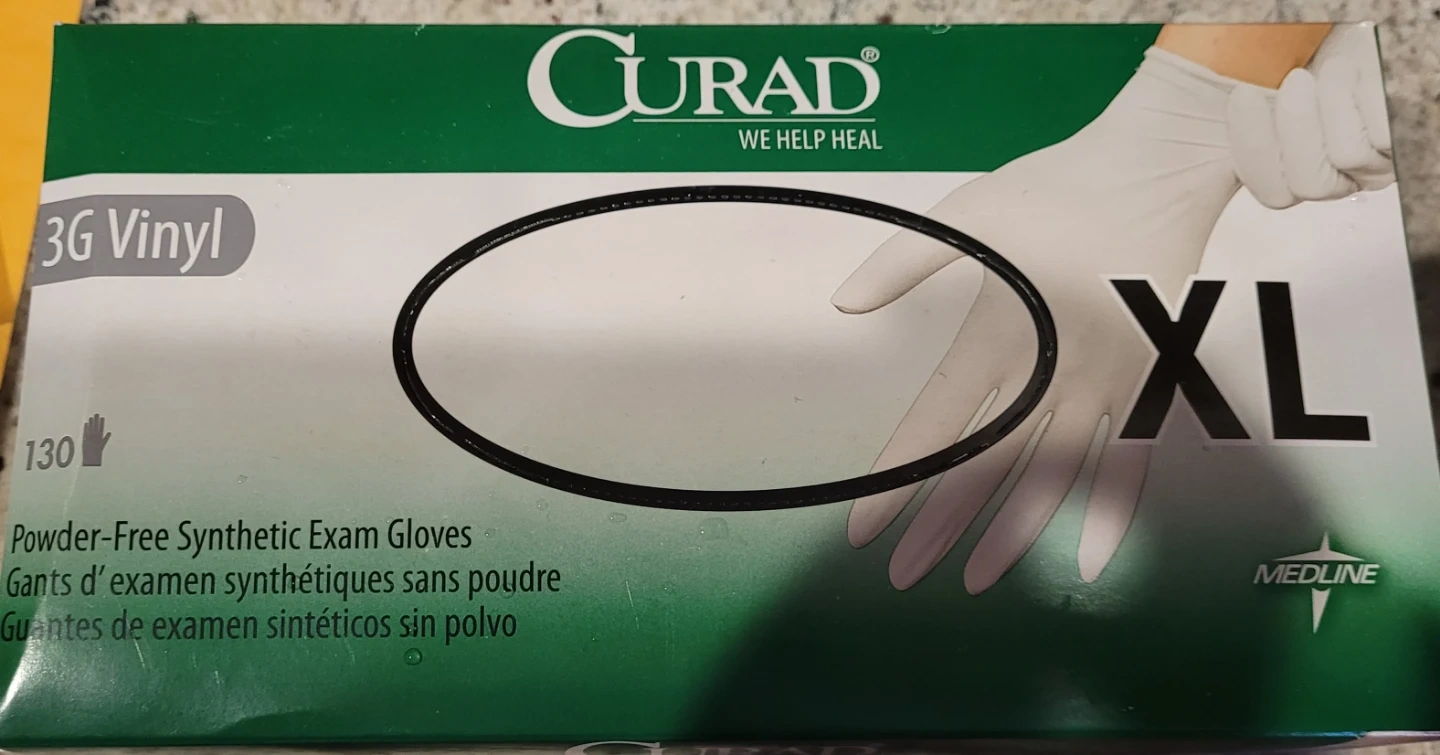 CURAD®
WE HELP HEAL
3G Vinyl
XL
130
Powder-Free Synthetic Exam Gloves
Gants d'examen synthétiques sans poudre
Guantes de examen sintéticos sin polvo
MEDLINE
CURAD